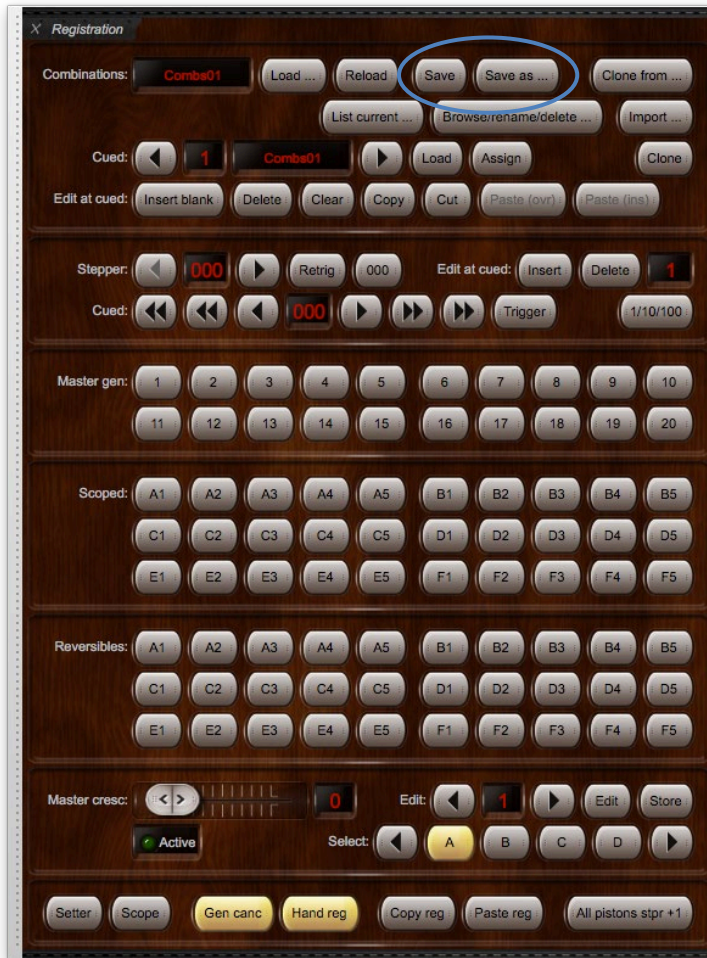 X Registration
Combinations: Combs01 Load ... Reload Save Save as ... Clone from ...
List current ... Browse/rename/delete ... Import ...
Cued: 1 Combs01 Load Assign Clone
Edit at cued: Insert blank Delete Clear Copy Cut Paste (ovr) Paste (ins)
Stepper: 000 Retrig 000 Edit at cued: Insert Delete 1
Cued: 000 Trigger 1/10/100
Master gen: 1 2 3 4 5 6 7 8 9 10
11 12 13 14 15 16 17 18 19 20
Scoped: A1 A2 A3 A4 A5 B1 B2 B3 B4 B5
C1 C2 C3 C4 C5 D1 D2 D3 D4 D5
E1 E2 E3 E4 E5 F1 F2 F3 F4 F5
Reversibles: A1 A2 A3 A4 A5 B1 B2 B3 B4 B5
C1 C2 C3 C4 C5 D1 D2 D3 D4 D5
E1 E2 E3 E4 E5 F1 F2 F3 F4 F5
Master cresc: < > 0 Edit: 1 Edit Store
Active Select: A B C D
Setter Scope Gen canc Hand reg Copy reg Paste reg All pistons stpr +1